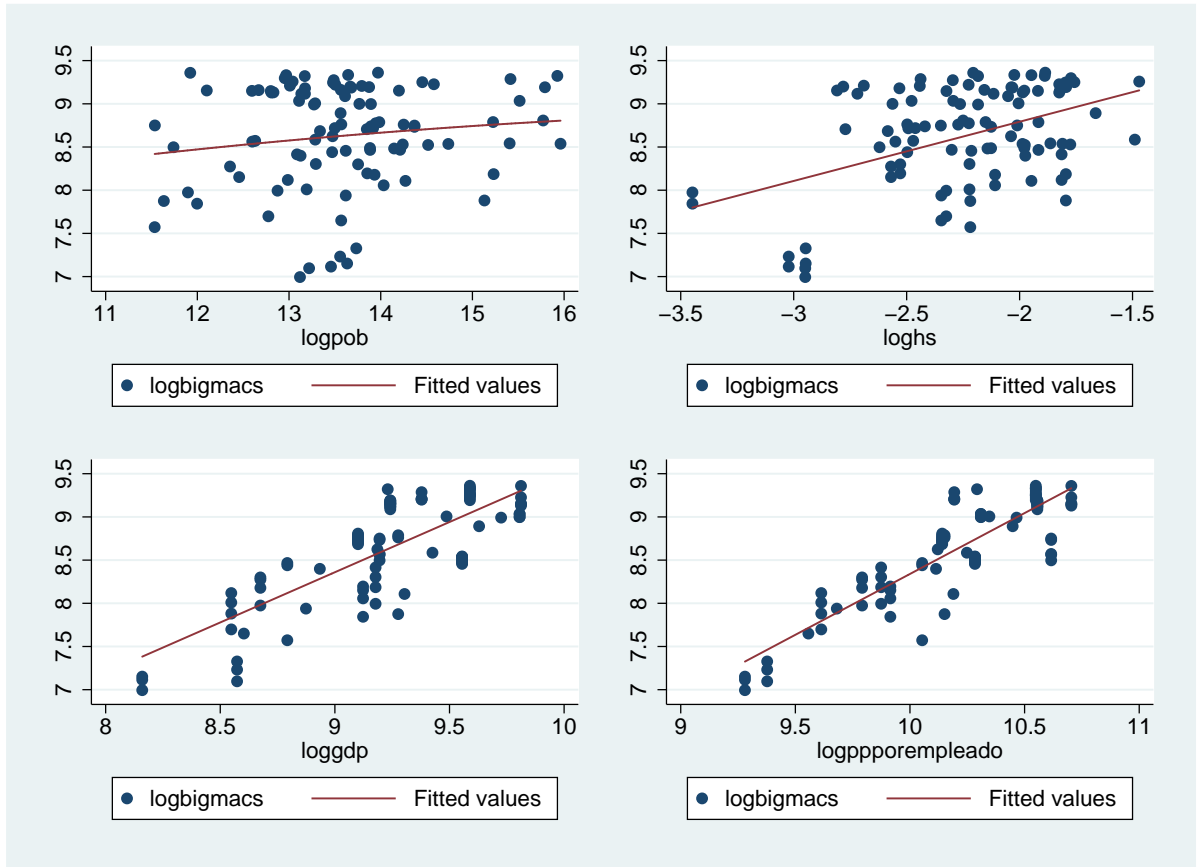 9.5
9
8.5
8
7.5
7
11 12 13 14 15 16
logpob
logbigmacs Fitted values
9.5
9
8.5
8
7.5
7
−3.5 −3 −2.5 −2 −1.5
loghs
logbigmacs Fitted values
9.5
9
8.5
8
7.5
7
8 8.5 9 9.5 10
loggdp
logbigmacs Fitted values
9.5
9
8.5
8
7.5
7
9 9.5 10 10.5 11
logppporempleado
logbigmacs Fitted values